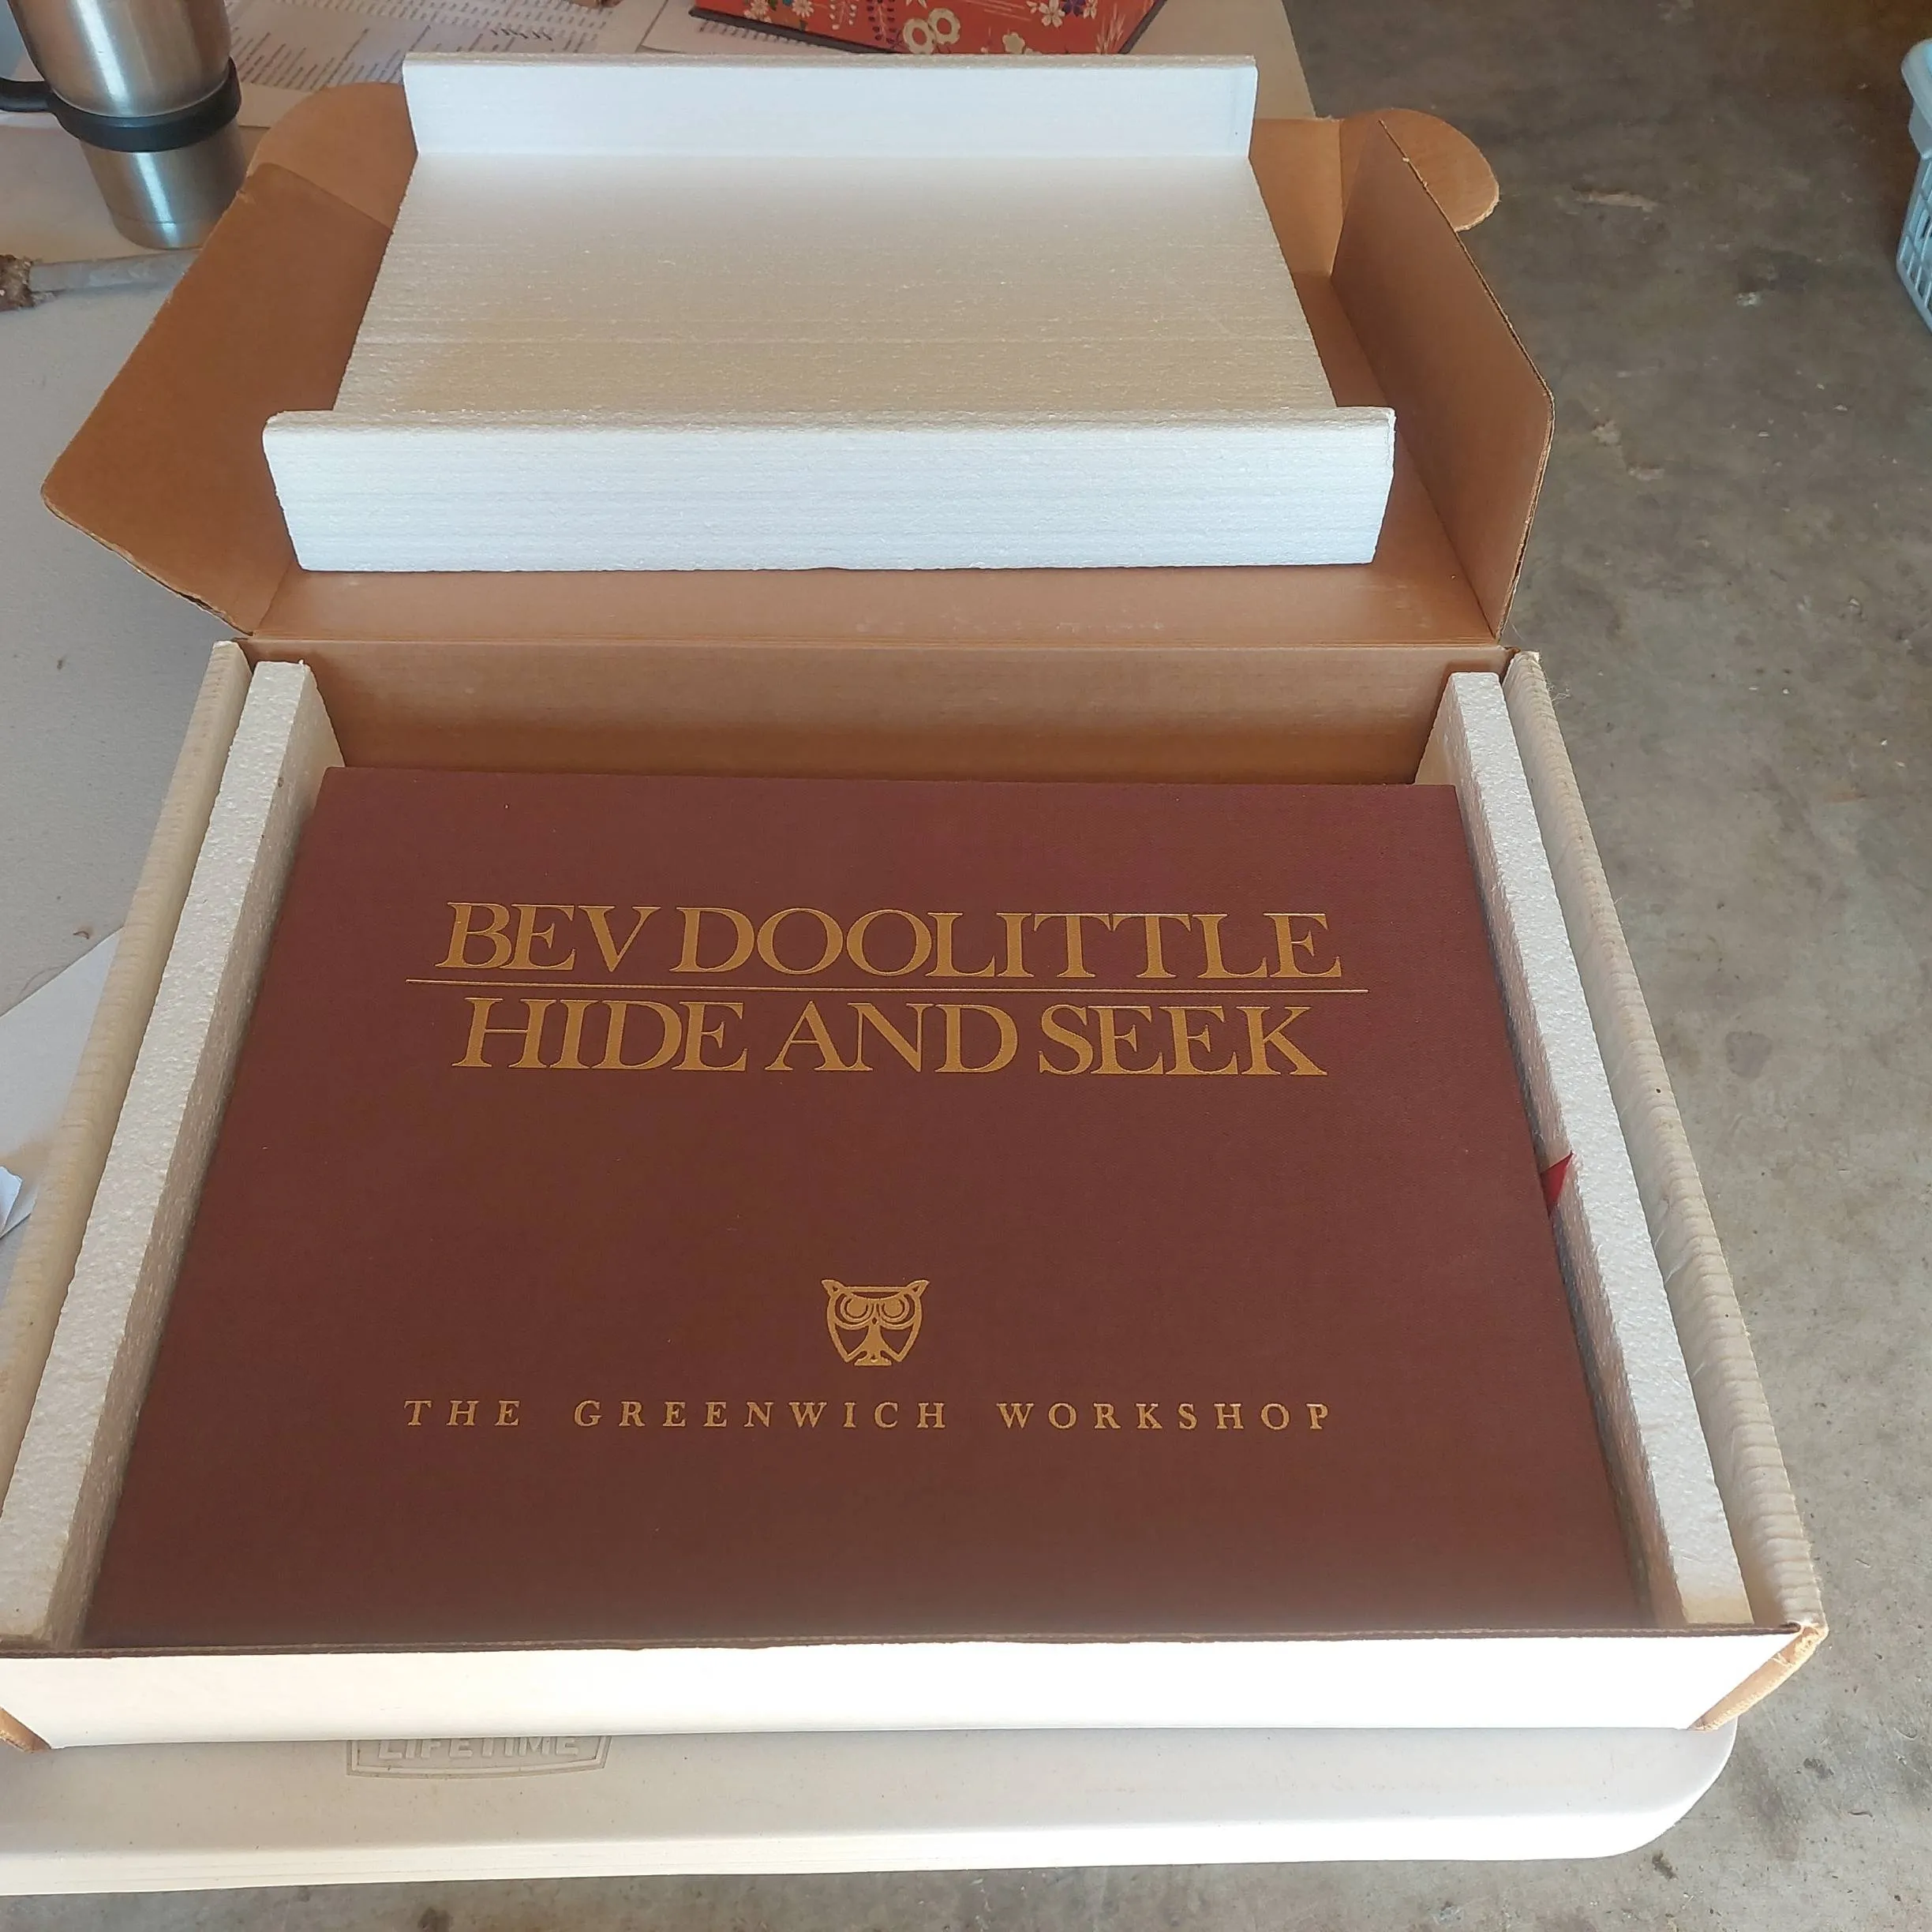 BEV DOOLITTLE
HIDE AND SEEK
THE GREENWICH WORKSHOP
LIFETIME